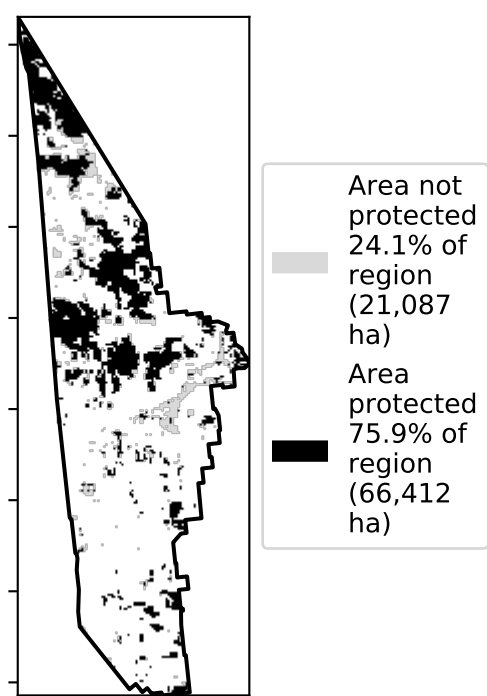 Area not
protected
24.1% of
region
(21,087
ha)
Area
protected
75.9% of
region
(66,412
ha)